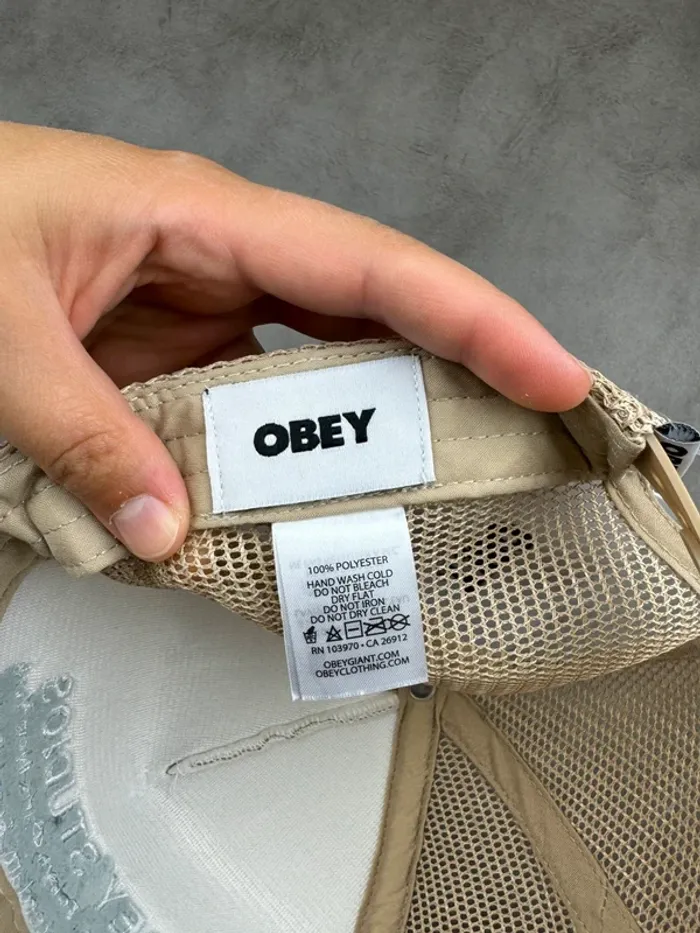 OBEY
100% POLYESTER
HAND WASH COLD
DO NOT BLEACH
DRY FLAT
DO NOT IRON
DO NOT DRY CLEAN
RN 103970 • CA 26912
OBEYGIANT.COM
OBEYCLOTHING.COM